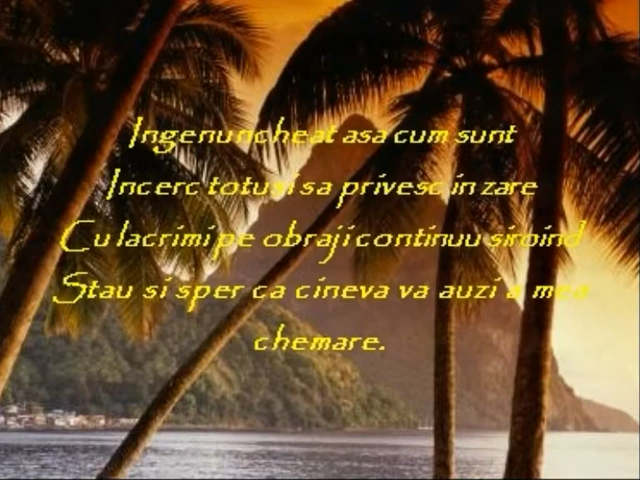 Ingenuncheat asa cum sunt
Incerc totusi sa privesc in zare
Cu lacrimi pe obraji continuu siroind
Stau si sper ca cineva va auzi a mea
chemare.